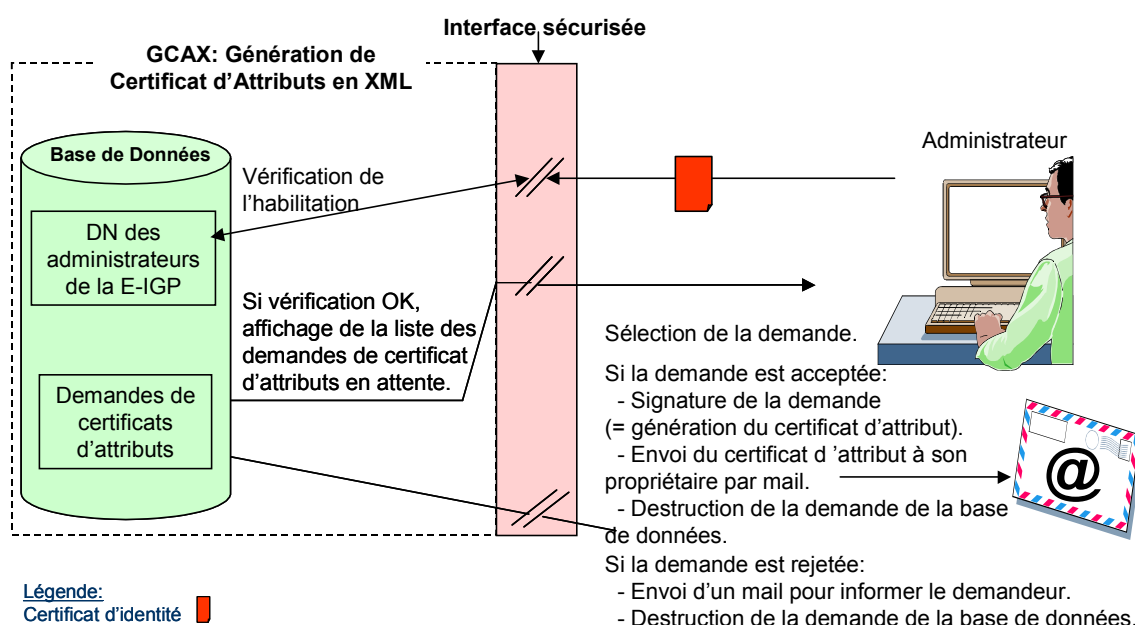 Interface sécurisée
GCAX: Génération de
Certificat d'Attributs en XML
Base de Données
Administrateur
Vérification de
l'habilitation
DN des
administrateurs
de la E-IGP
Si vérification OK,
affichage de la liste des
demandes de certificat
d'attributs en attente.
Demandes de
certificats
d'attributs
Sélection de la demande.
Si la demande est acceptée:
- Signature de la demande
(= génération du certificat d'attribut).
- Envoi du certificat d 'attribut à son
propriétaire par mail.
- Destruction de la demande de la base
de données.
Si la demande est rejetée:
- Envoi d'un mail pour informer le demandeur.
- Destruction de la demande de la base de données.
@
Légende:
Certificat d'identité